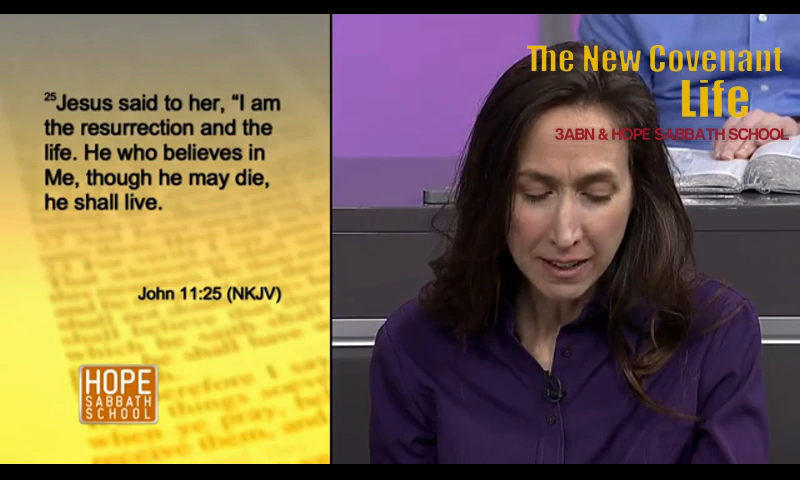 25Jesus said to her, “I am
the resurrection and the
life. He who believes in
Me, though he may die,
he shall live.
John 11:25 (NKJV)
HOPE
SABBATH
SCHOOL
The New Covenant
Life
3ABN & HOPE SABBATH SCHOOL